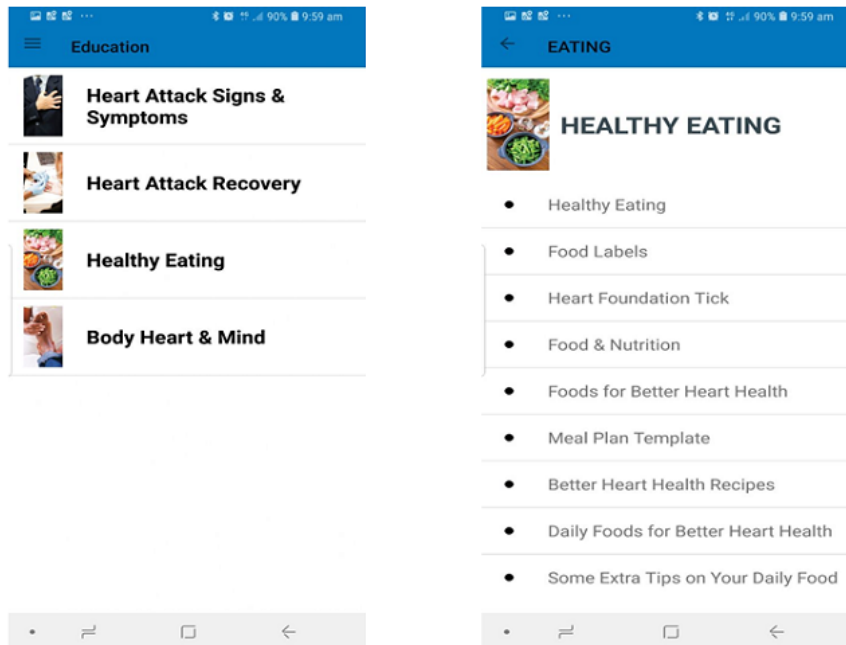 90% 9:59 am
Education
Heart Attack Signs &
Symptoms
Heart Attack Recovery
Healthy Eating
Body Heart & Mind
90% 9:59 am
EATING
HEALTHY EATING
Healthy Eating
Food Labels
Heart Foundation Tick
Food & Nutrition
Foods for Better Heart Health
Meal Plan Template
Better Heart Health Recipes
Daily Foods for Better Heart Health
Some Extra Tips on Your Daily Food